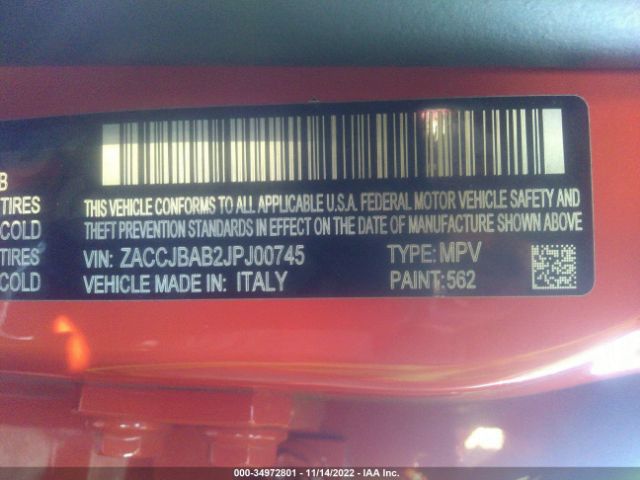 B
TIRES
COLD
TIRES
COLD
THIS VEHICLE CONFORMS TO ALL APPLICABLE U.S.A. FEDERAL MOTOR VEHICLE SAFETY AND
THEFT PREVENTION STANDARDS IN EFFECT ON THE DATE OF MANUFACTURE SHOWN ABOVE
VIN: ZACCJBAB2JPJ00745 TYPE: MPV
VEHICLE MADE IN: ITALY PAINT: 562
000-34972801 - 11/14/2022 - IAA Inc.